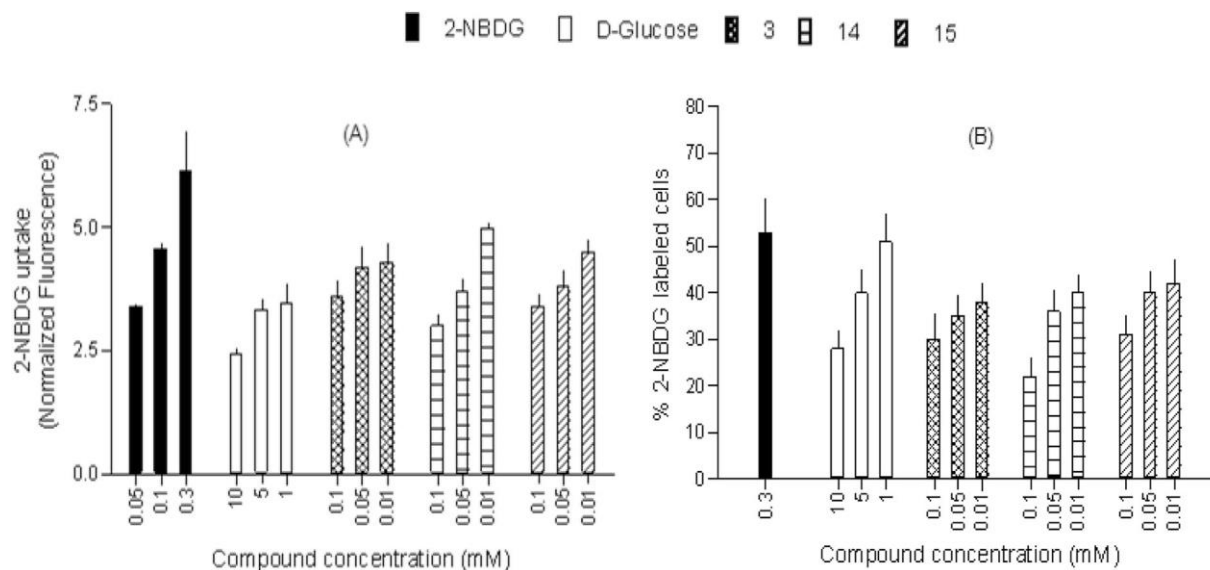 2-NBDG D-Glucose 3 14 15
(A)
2-NBDG uptake
(Normalized Fluorescence)
7.5
5.0
2.5
0.0
0.05 0.1 0.3 10 5 1 0.1 0.05 0.01 0.1 0.05 0.01 0.1 0.05 0.01
Compound concentration (mM)
(B)
% 2-NBDG labeled cells
80
70
60
50
40
30
20
10
0
0.3 10 5 1 0.1 0.05 0.01 0.1 0.05 0.01 0.1 0.05 0.01
Compound concentration (mM)